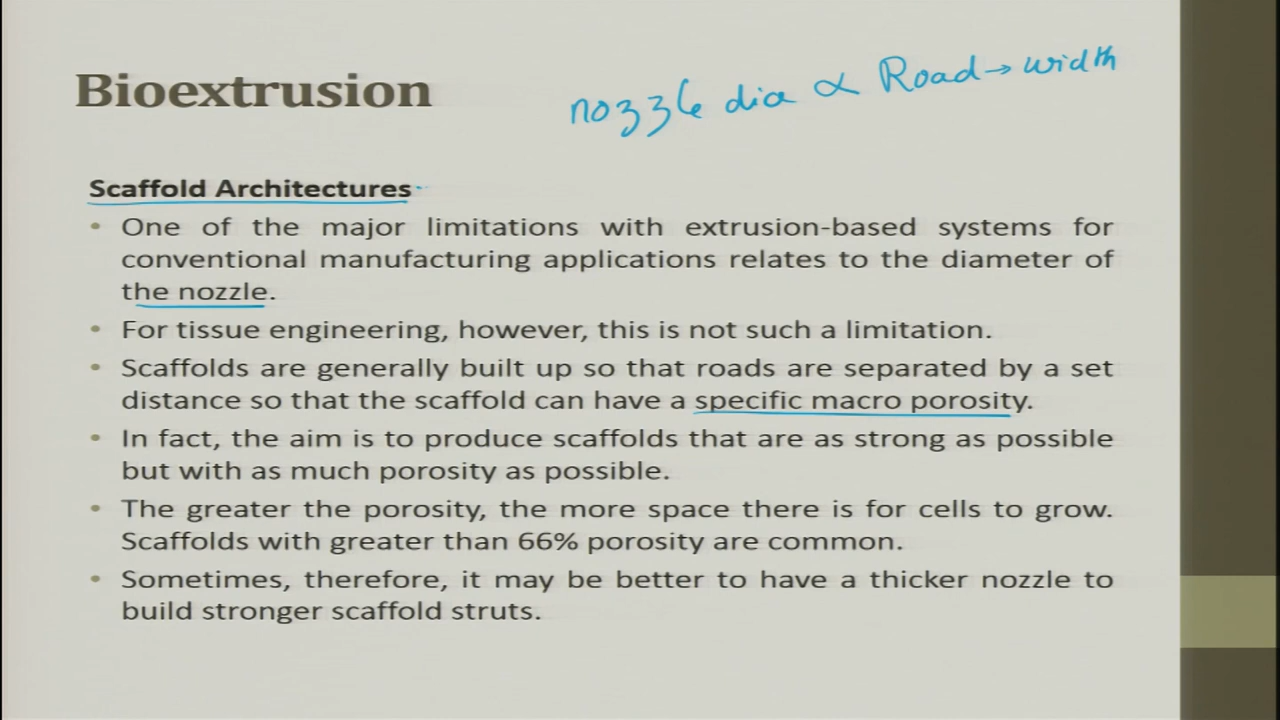 Bioextrusion
nozzle dia ∝ Road → width
Scaffold Architectures
• One of the major limitations with extrusion-based systems for
conventional manufacturing applications relates to the diameter of
the nozzle.
• For tissue engineering, however, this is not such a limitation.
• Scaffolds are generally built up so that roads are separated by a set
distance so that the scaffold can have a specific macro porosity.
• In fact, the aim is to produce scaffolds that are as strong as possible
but with as much porosity as possible.
• The greater the porosity, the more space there is for cells to grow.
Scaffolds with greater than 66% porosity are common.
• Sometimes, therefore, it may be better to have a thicker nozzle to
build stronger scaffold struts.